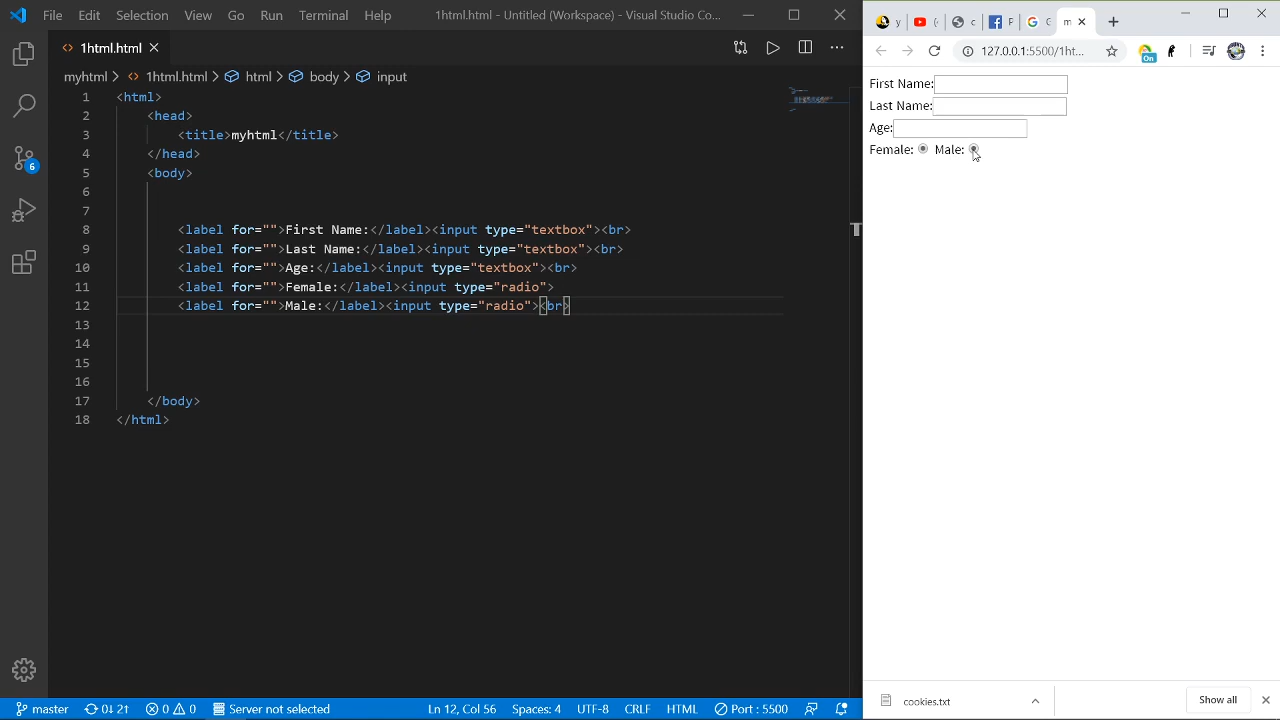 Edit Selection View Go Run Terminal Help 1html.html - Untitled (Workspace) - Visual Studio Co...
1html.html
myhtml > 1html.html > html > body > input
1 <html>
2 <head>
3 <title>myhtml</title>
4 </head>
5 <body>
6
7
8 <label for="">First Name:</label><input type="textbox"><br>
9 <label for="">Last Name:</label><input type="textbox"><br>
10 <label for="">Age:</label><input type="textbox"><br>
11 <label for="">Female:</label><input type="radio">
12 <label for="">Male:</label><input type="radio"><br>
13
14
15
16
17 </body>
18 </html>
6
master 0↓ 2↑ 0 0 Server not selected Ln 12, Col 56 Spaces: 4 UTF-8 CRLF HTML Port : 5500
y ( c F G m
127.0.0.1:5500/1ht... On
First Name:
Last Name:
Age:
Female: Male:
T
cookies.txt Show all